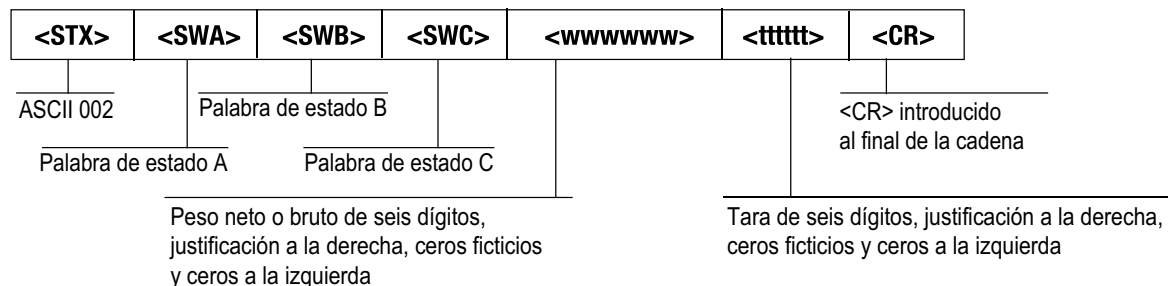 <STX> <SWA> <SWB> <SWC> <wwwwww> <tttttt> <CR>
ASCII 002
Palabra de estado B
<CR> introducido
al final de la cadena
Palabra de estado A
Palabra de estado C
Peso neto o bruto de seis dígitos,
justificación a la derecha, ceros ficticios
y ceros a la izquierda
Tara de seis dígitos, justificación a la derecha,
ceros ficticios y ceros a la izquierda